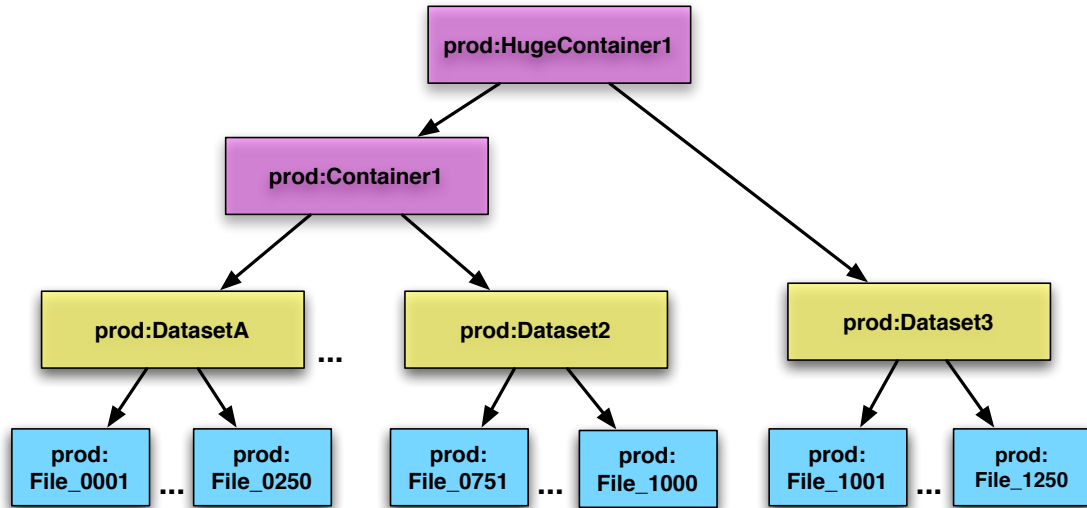 prod:HugeContainer1
prod:Container1
prod:DatasetA
...
prod:Dataset2
prod:Dataset3
prod:
File_0001
...
prod:
File_0250
prod:
File_0751
...
prod:
File_1000
prod:
File_1001
...
prod:
File_1250